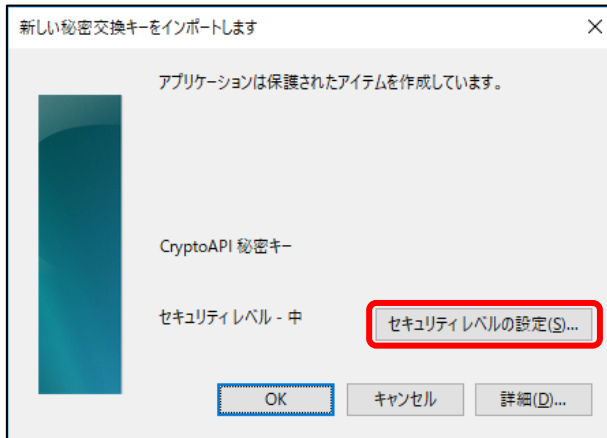 新しい秘密交換キーをインポートします
アプリケーションは保護されたアイテムを作成しています。
CryptoAPI 秘密キー
セキュリティ レベル - 中
セキュリティ レベルの設定(S)...
OK
キャンセル
詳細(D)...